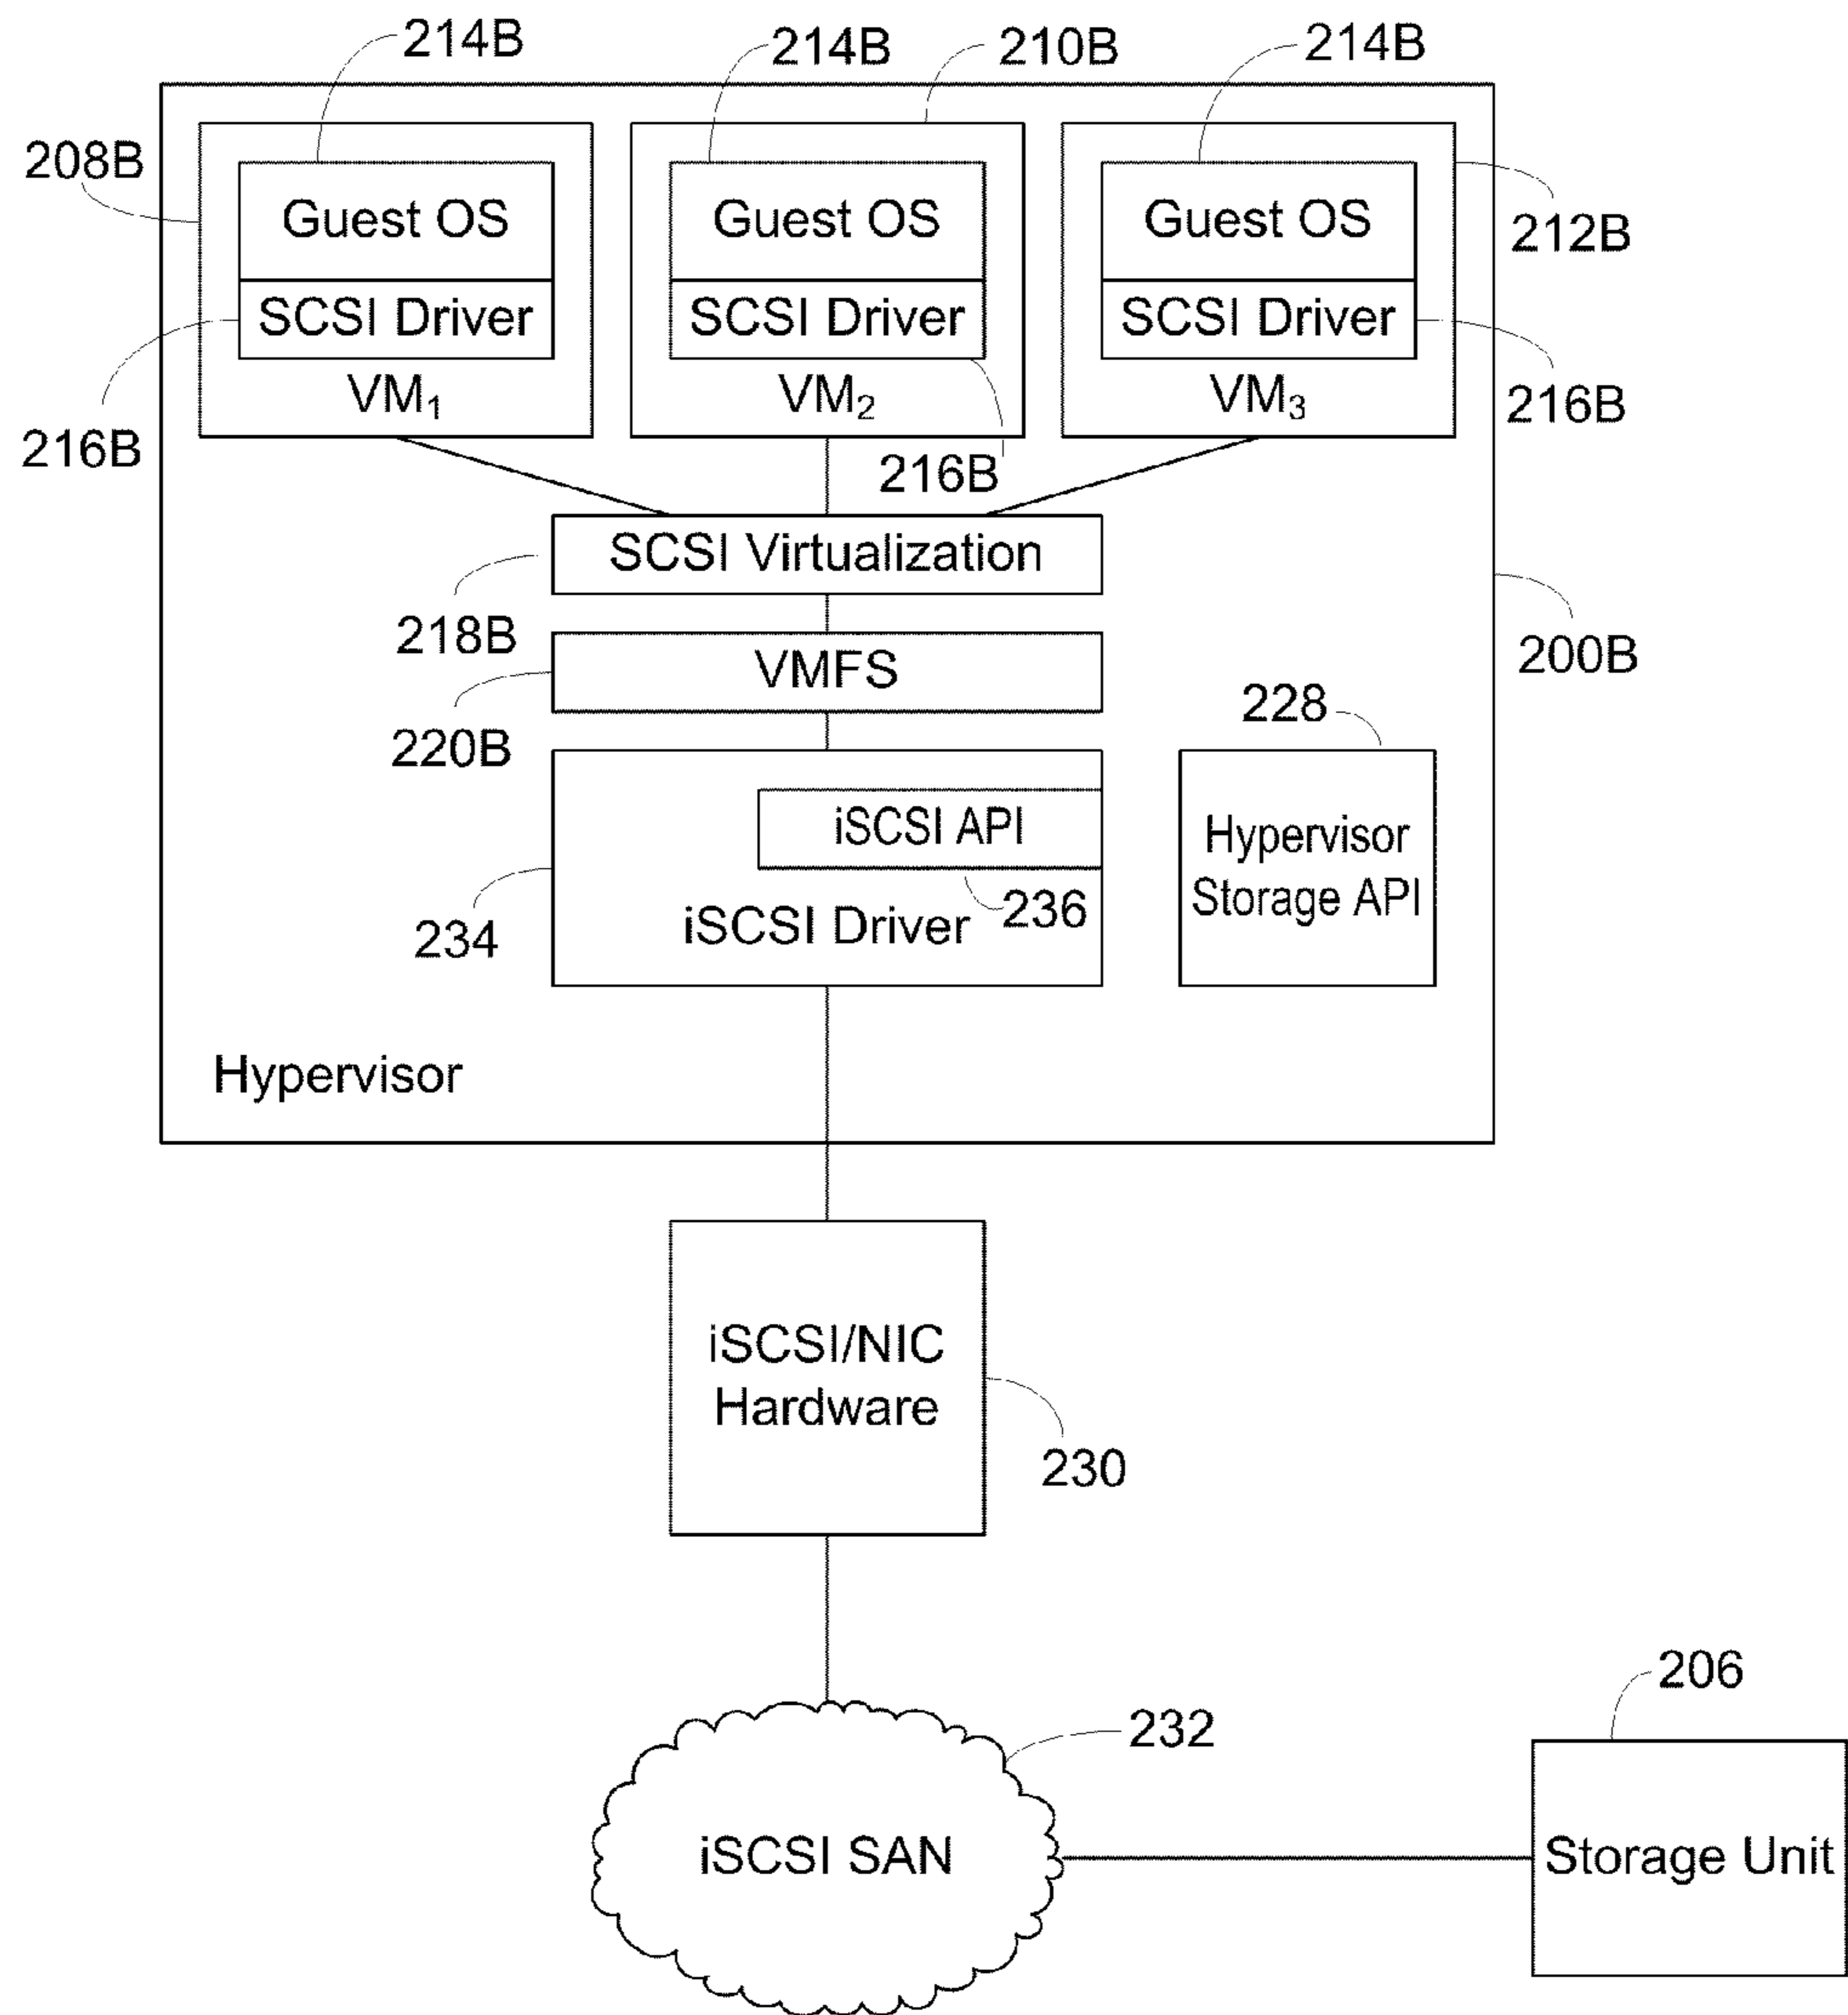 214B
214B
210B
214B
208B
Guest OS
Guest OS
Guest OS
212B
SCSI Driver
SCSI Driver
SCSI Driver
VM1
VM2
VM3
216B
216B
216B
SCSI Virtualization
218B
200B
VMFS
228
220B
iSCSI API
Hypervisor
Storage API
236
iSCSI Driver
234
Hypervisor
iSCSI/NIC
Hardware
230
206
232
iSCSI SAN
Storage Unit